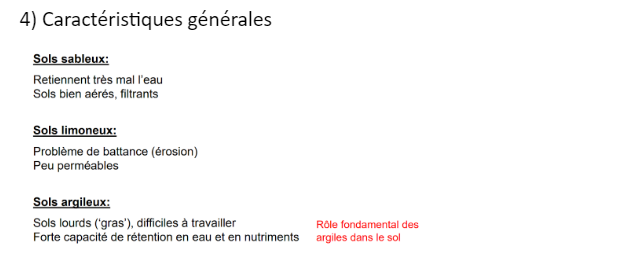 4) Caractéristiques générales
Sols sableux:
Retiennent très mal l'eau
Sols bien aérés, filtrants
Sols limoneux:
Problème de battance (érosion)
Peu perméables
Sols argileux:
Sols lourds ('gras'), difficiles à travailler
Forte capacité de rétention en eau et en nutriments
Rôle fondamental des
argiles dans le sol